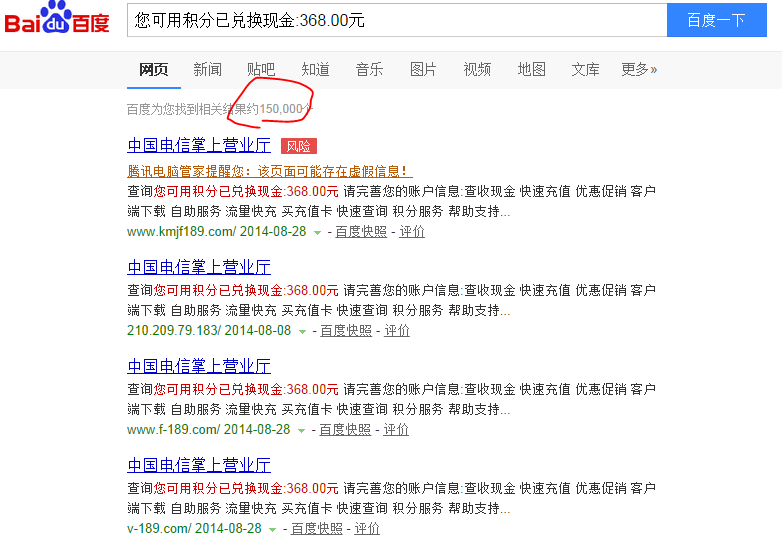 Bai du 百度 您可用积分已兑换现金:368.00元 百度一下
网页 新闻 贴吧 知道 音乐 图片 视频 地图 文库 更多»
百度为您找到相关结果约150,000个
中国电信掌上营业厅 风险
腾讯电脑管家提醒您：该页面可能存在虚假信息！
查询您可用积分已兑换现金:368.00元 请完善您的账户信息:查收现金 快速充值 优惠促销 客户
端下载 自助服务 流量快充 买充值卡 快速查询 积分服务 帮助支持...
www.kmjf189.com/ 2014-08-28 - 百度快照 - 评价
中国电信掌上营业厅
查询您可用积分已兑换现金:368.00元 请完善您的账户信息:查收现金 快速充值 优惠促销 客户
端下载 自助服务 流量快充 买充值卡 快速查询 积分服务 帮助支持...
210.209.79.183/ 2014-08-08 - 百度快照 - 评价
中国电信掌上营业厅
查询您可用积分已兑换现金:368.00元 请完善您的账户信息:查收现金 快速充值 优惠促销 客户
端下载 自助服务 流量快充 买充值卡 快速查询 积分服务 帮助支持...
www.f-189.com/ 2014-08-28 - 百度快照 - 评价
中国电信掌上营业厅
查询您可用积分已兑换现金:368.00元 请完善您的账户信息:查收现金 快速充值 优惠促销 客户
端下载 自助服务 流量快充 买充值卡 快速查询 积分服务 帮助支持...
v-189.com/ 2014-08-28 - 百度快照 - 评价